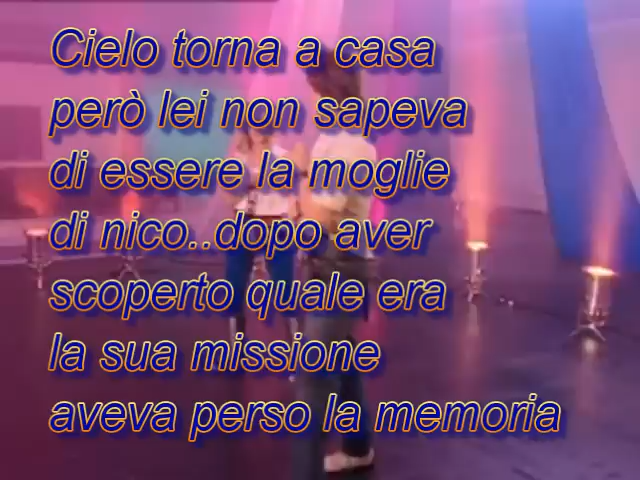 Cielo torna a casa
però lei non sapeva
di essere la moglie
di nico..dopo aver
scoperto quale era
la sua missione
aveva perso la memoria